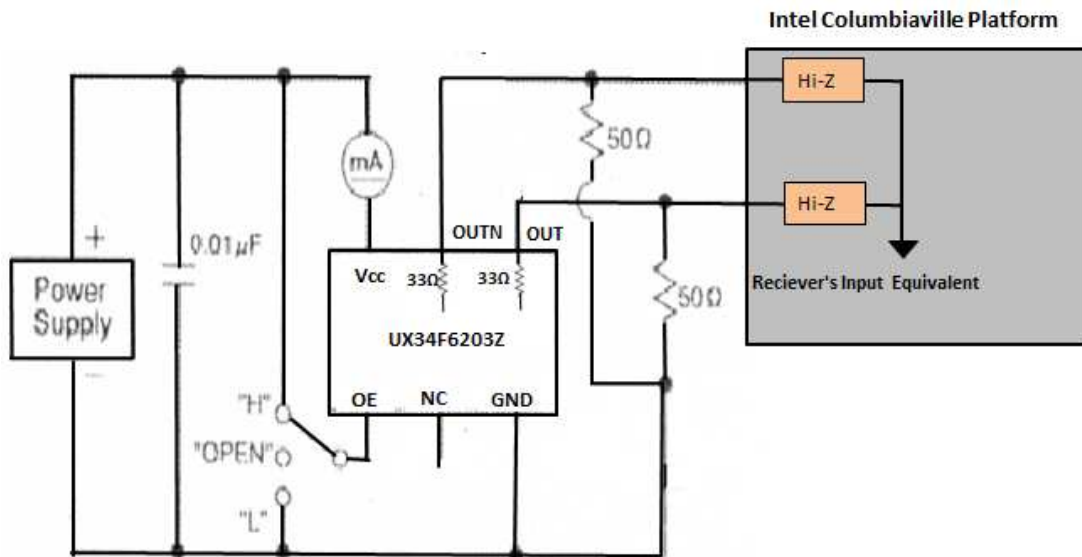 Intel Columbiaville Platform
Hi-Z
50Ω
mA
Hi-Z
OUTN
OUT
+
0.01μF
Vcc
33Ω
33Ω
Reciever's Input Equivalent
50Ω
Power
Supply
UX34F6203Z
−
OE
NC
GND
"H"
"OPEN"
"L"